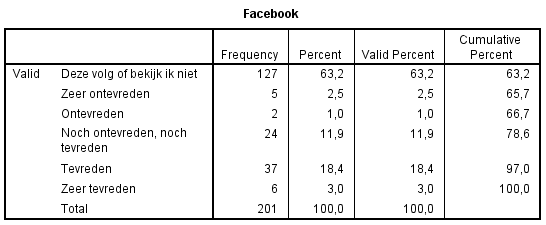 Facebook
Frequency Percent Valid Percent Cumulative Percent
Valid Deze volg of bekijk ik niet 127 63,2 63,2 63,2
Zeer ontevreden 5 2,5 2,5 65,7
Ontevreden 2 1,0 1,0 66,7
Noch ontevreden, noch tevreden 24 11,9 11,9 78,6
Tevreden 37 18,4 18,4 97,0
Zeer tevreden 6 3,0 3,0 100,0
Total 201 100,0 100,0